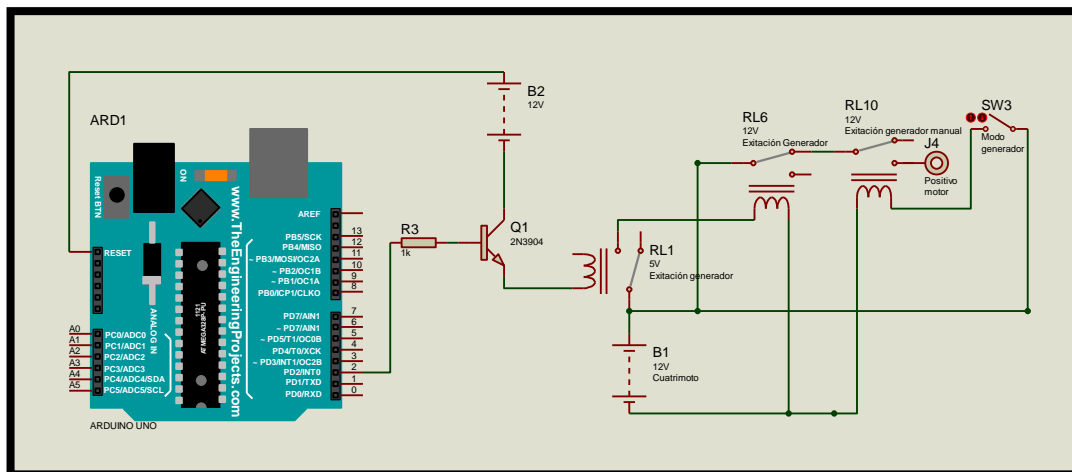 ARD1
Reset BTN
ON
www.TheEngineeringProjects.com
RESET
ANALOG IN
1121
ATMEGA328P-PU
AREF
PB5/SCK 13
PB4/MISO 12
~ PB3/MOSI/OC2A 11
~ PB2/OC1B 10
~ PB1/OC1A 9
PB0/ICP1/CLKO 8
PD7/AIN1 7
~ PD7/AIN1 6
~ PD5/T1/OC0B 5
PD4/T0/XCK 4
~ PD3/INT1/OC2B 3
PD2/INT0 2
PD1/TXD 1
PD0/RXD 0
A0 PC0/ADC0
A1 PC1/ADC1
A2 PC2/ADC2
A3 PC3/ADC3
A4 PC4/ADC4/SDA
A5 PC5/ADC5/SCL
ARDUINO UNO
R3
1k
B2
12V
Q1
2N3904
RL1
5V
Exitación generador
B1
12V
Cuatrimoto
RL6
12V
Exitación Generador
RL10
12V
Exitación generador manual
J4
Positivo
motor
SW3
Modo
generador